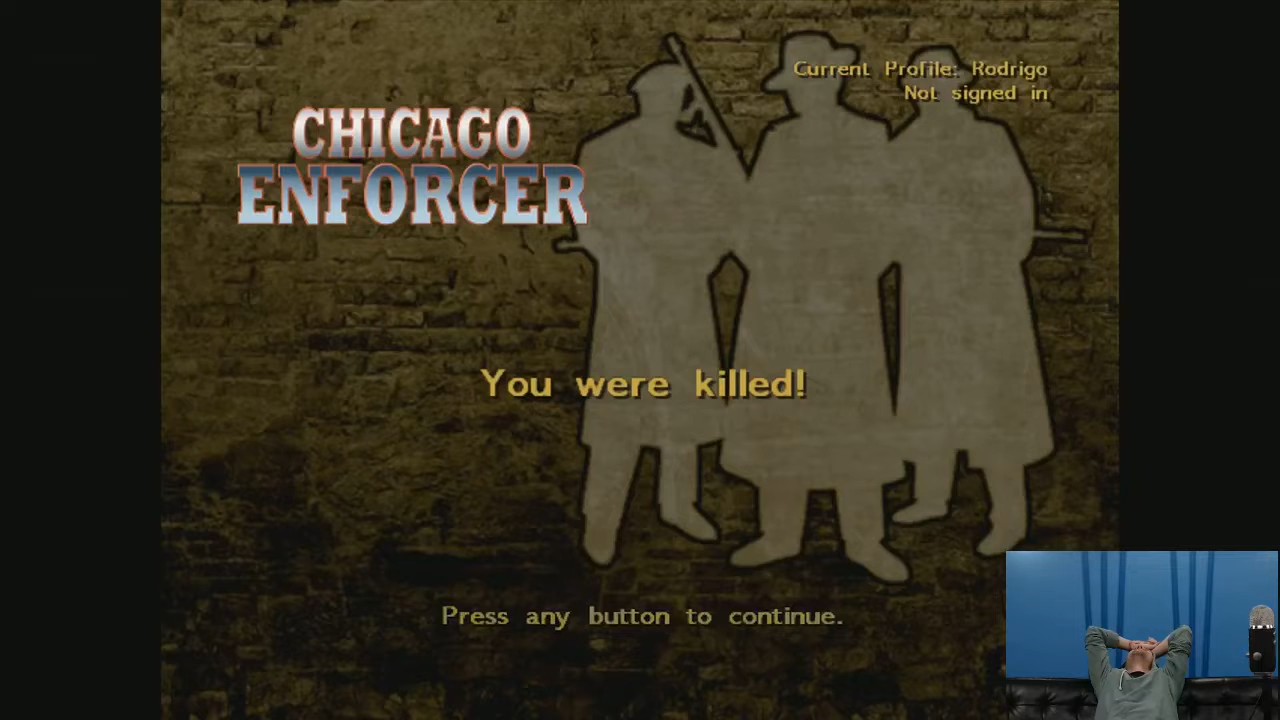 Current Profile: Rodrigo
Not signed in
CHICAGO
ENFORCER
You were killed!
Press any button to continue.